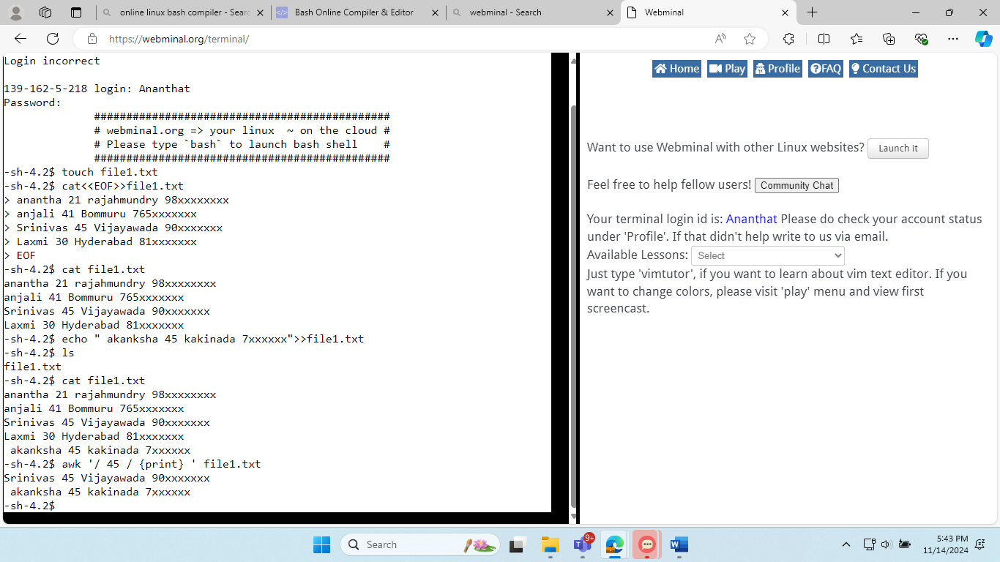 online linux bash compiler - Sear
Bash Online Compiler & Editor
webminal - Search
Webminal
https://webminal.org/terminal/
Login incorrect
139-162-5-218 login: Ananthat
Password:
##############################################
# webminal.org => your linux  ~ on the cloud #
# Please type `bash` to launch bash shell    #
##############################################
-sh-4.2$ touch file1.txt
-sh-4.2$ cat<<EOF>>file1.txt
> anantha 21 rajahmundry 98xxxxxxxx
> anjali 41 Bommuru 765xxxxxxx
> Srinivas 45 Vijayawada 90xxxxxxx
> Laxmi 30 Hyderabad 81xxxxxxx
> EOF
-sh-4.2$ cat file1.txt
anantha 21 rajahmundry 98xxxxxxxx
anjali 41 Bommuru 765xxxxxxx
Srinivas 45 Vijayawada 90xxxxxxx
Laxmi 30 Hyderabad 81xxxxxxx
-sh-4.2$ echo " akanksha 45 kakinada 7xxxxxx">>file1.txt
-sh-4.2$ ls
file1.txt
-sh-4.2$ cat file1.txt
anantha 21 rajahmundry 98xxxxxxxx
anjali 41 Bommuru 765xxxxxxx
Srinivas 45 Vijayawada 90xxxxxxx
Laxmi 30 Hyderabad 81xxxxxxx
 akanksha 45 kakinada 7xxxxxx
-sh-4.2$ awk '/ 45 / {print} ' file1.txt
Srinivas 45 Vijayawada 90xxxxxxx
 akanksha 45 kakinada 7xxxxxx
-sh-4.2$
Home Play Profile FAQ Contact Us
Want to use Webminal with other Linux websites? Launch it
Feel free to help fellow users! Community Chat
Your terminal login id is: Ananthat Please do check your account status
under 'Profile'. If that didn't help write to us via email.
Available Lessons: Select
Just type 'vimtutor', if you want to learn about vim text editor. If you
want to change colors, please visit 'play' menu and view first
screencast.
Search
9+
5:43 PM
11/14/2024